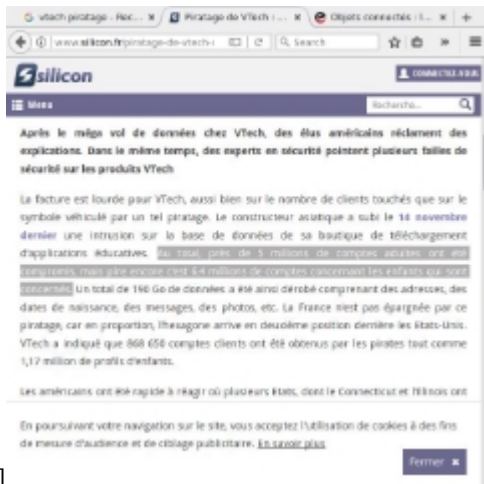 vtech piratage - Rec...
Piratage de VTech : ...
Objets connectés : l...
www.silicon.fr/piratage-de-vtech-i
Search
silicon
CONNECTEZ-VOUS
Menu
Recherche...
Après le méga vol de données chez VTech, des élus américains réclament des
explications. Dans le même temps, des experts en sécurité pointent plusieurs failles de
sécurité sur les produits VTech
La facture est lourde pour VTech, aussi bien sur le nombre de clients touchés que sur le
symbole véhiculé par un tel piratage. Le constructeur asiatique a subi le 14 novembre
dernier une intrusion sur la base de données de sa boutique de téléchargement
d'applications éducatives. Au total, près de 5 millions de comptes adultes ont été
compromis, mais pire encore c'est 6,4 millions de comptes concernant les enfants qui sont
concernés. Un total de 190 Go de données a été ainsi dérobé comprenant des adresses, des
dates de naissance, des messages, des photos, etc. La France n'est pas épargnée par ce
piratage, car en proportion, l'hexagone arrive en deuxième position dernière les Etats-Unis.
VTech a indiqué que 868 650 comptes clients ont été obtenus par les pirates tout comme
1,17 million de profils d'enfants.
Les américains ont été rapide à réagir où plusieurs Etats, dont le Connecticut et l'Illinois ont
En poursuivant votre navigation sur le site, vous acceptez l'utilisation de cookies à des fins
de mesure d'audience et de ciblage publicitaire. En savoir plus
Fermer ×
]